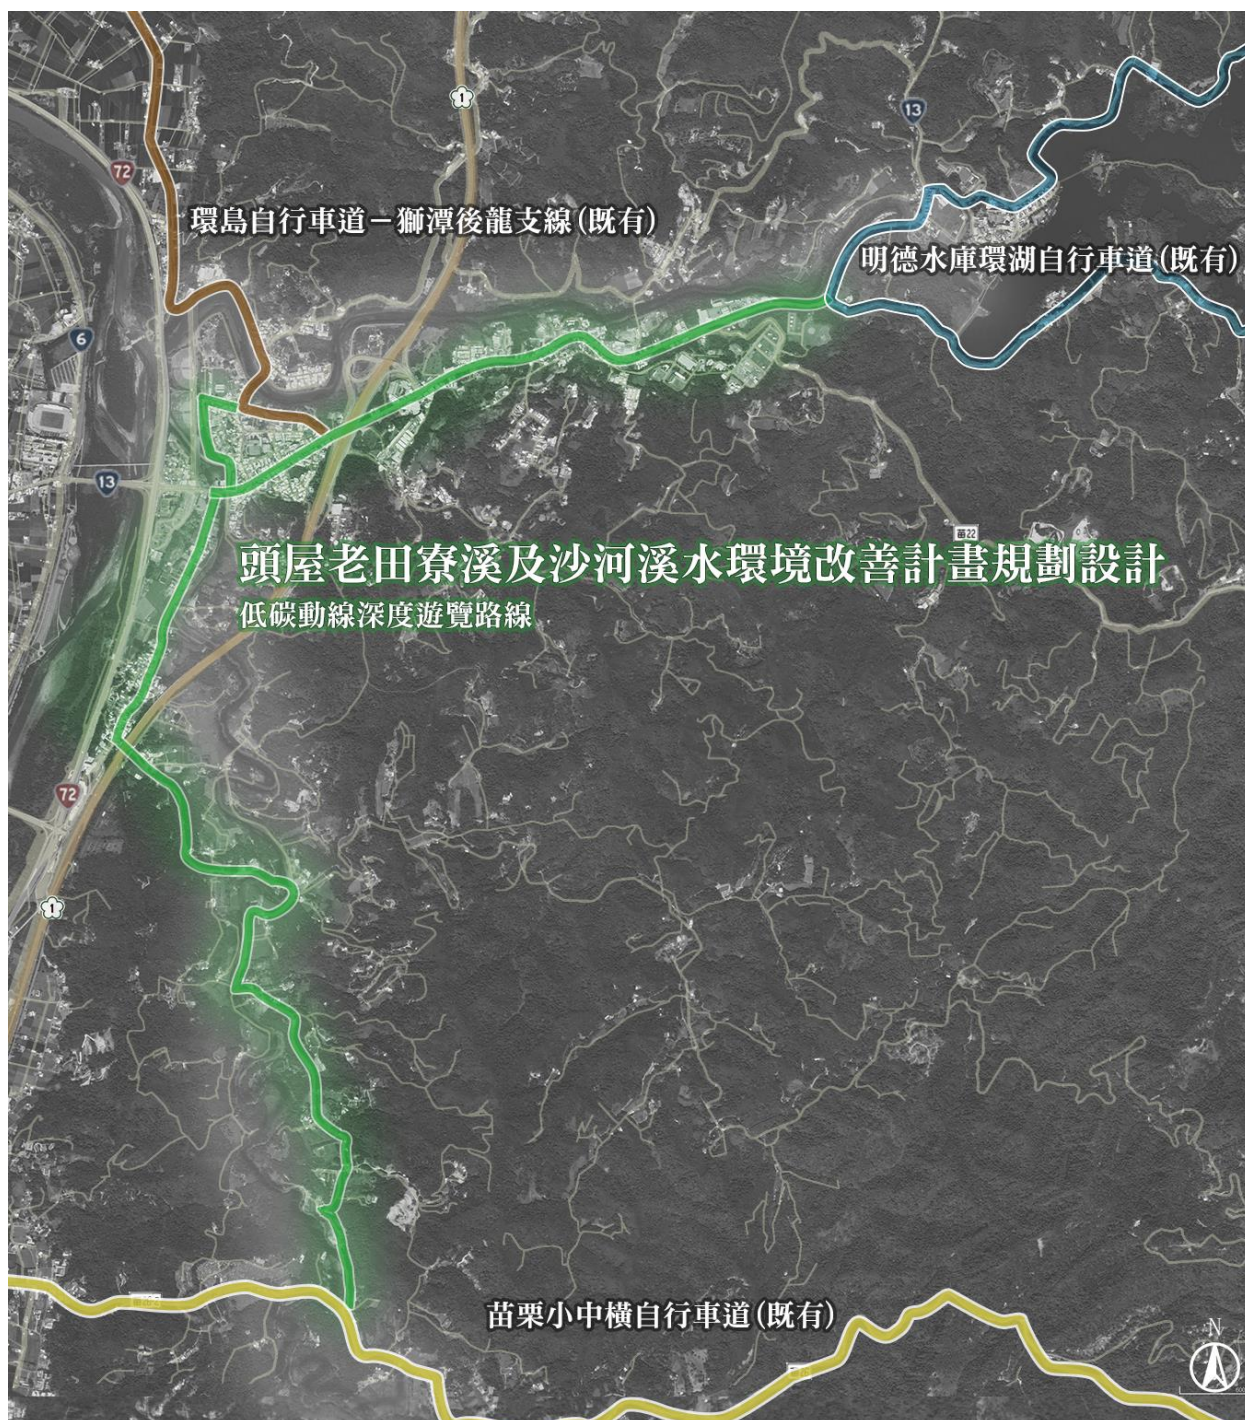 1
13
72
環島自行車道－獅潭後龍支線(既有)
明德水庫環湖自行車道(既有)
6
13
苗22
頭屋老田寮溪及沙河溪水環境改善計畫規劃設計
低碳動線深度遊覽路線
72
1
苗栗小中橫自行車道(既有)
N